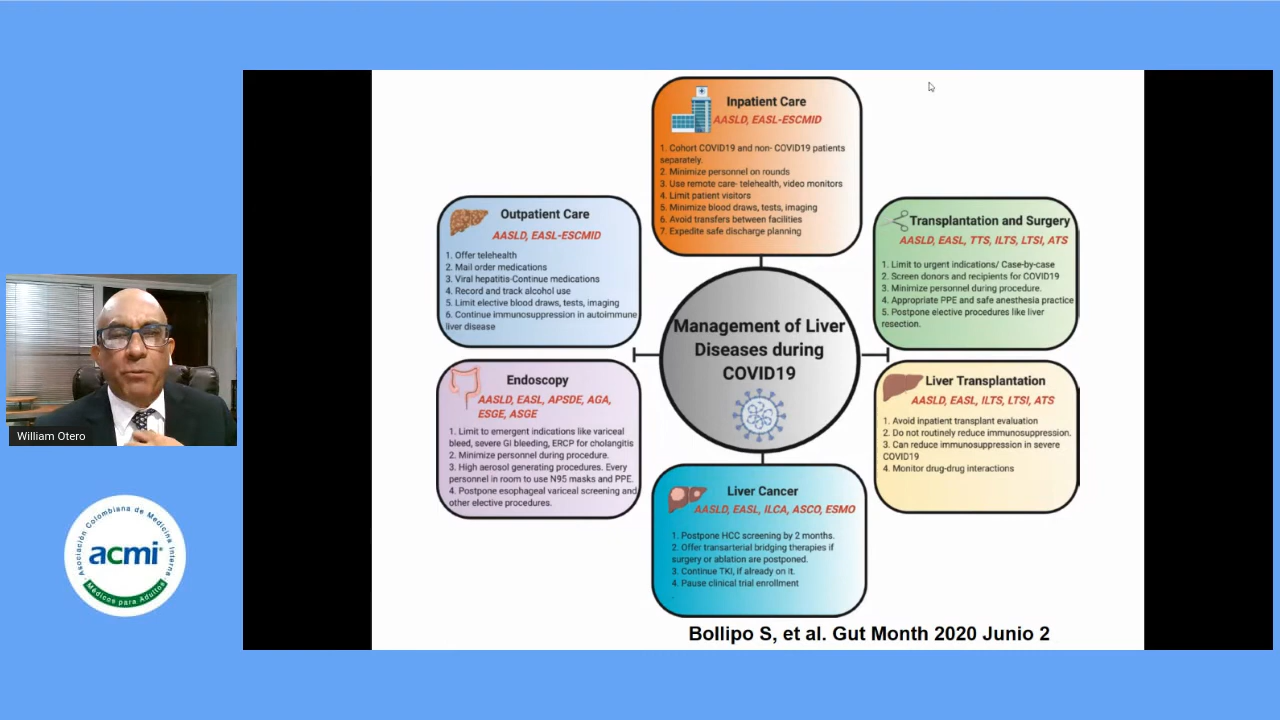 Inpatient Care
AASLD, EASL-ESCMID
1. Cohort COVID19 and non- COVID19 patients
separately.
2. Minimize personnel on rounds
3. Use remote care- telehealth, video monitors
4. Limit patient visitors
5. Minimize blood draws, tests, imaging
6. Avoid transfers between facilities
7. Expedite safe discharge planning
Outpatient Care
AASLD, EASL-ESCMID
1. Offer telehealth
2. Mail order medications
3. Viral hepatitis-Continue medications
4. Record and track alcohol use
5. Limit elective blood draws, tests, imaging
6. Continue immunosuppression in autoimmune
liver disease
Transplantation and Surgery
AASLD, EASL, TTS, ILTS, LTSI, ATS
1. Limit to urgent indications/ Case-by-case
2. Screen donors and recipients for COVID19
3. Minimize personnel during procedure.
4. Appropriate PPE and safe anesthesia practice
5. Postpone elective procedures like liver
resection.
Management of Liver
Diseases during
COVID19
Endoscopy
AASLD, EASL, APSDE, AGA,
ESGE, ASGE
1. Limit to emergent indications like variceal
bleed, severe GI bleeding, ERCP for cholangitis
2. Minimize personnel during procedure.
3. High aerosol generating procedures. Every
personnel in room to use N95 masks and PPE.
4. Postpone esophageal variceal screening and
other elective procedures.
Liver Transplantation
AASLD, EASL, ILTS, LTSI, ATS
1. Avoid inpatient transplant evaluation
2. Do not routinely reduce immunosuppression.
3. Can reduce immunosuppression in severe
COVID19
4. Monitor drug-drug interactions
Liver Cancer
AASLD, EASL, ILCA, ASCO, ESMO
1. Postpone HCC screening by 2 months.
2. Offer transarterial bridging therapies if
surgery or ablation are postponed.
3. Continue TKI, if already on it.
4. Pause clinical trial enrollment
Bollipo S, et al. Gut Month 2020 Junio 2
William Otero
Asociación Colombiana de Medicina Interna
acmi
Médicos para Adultos